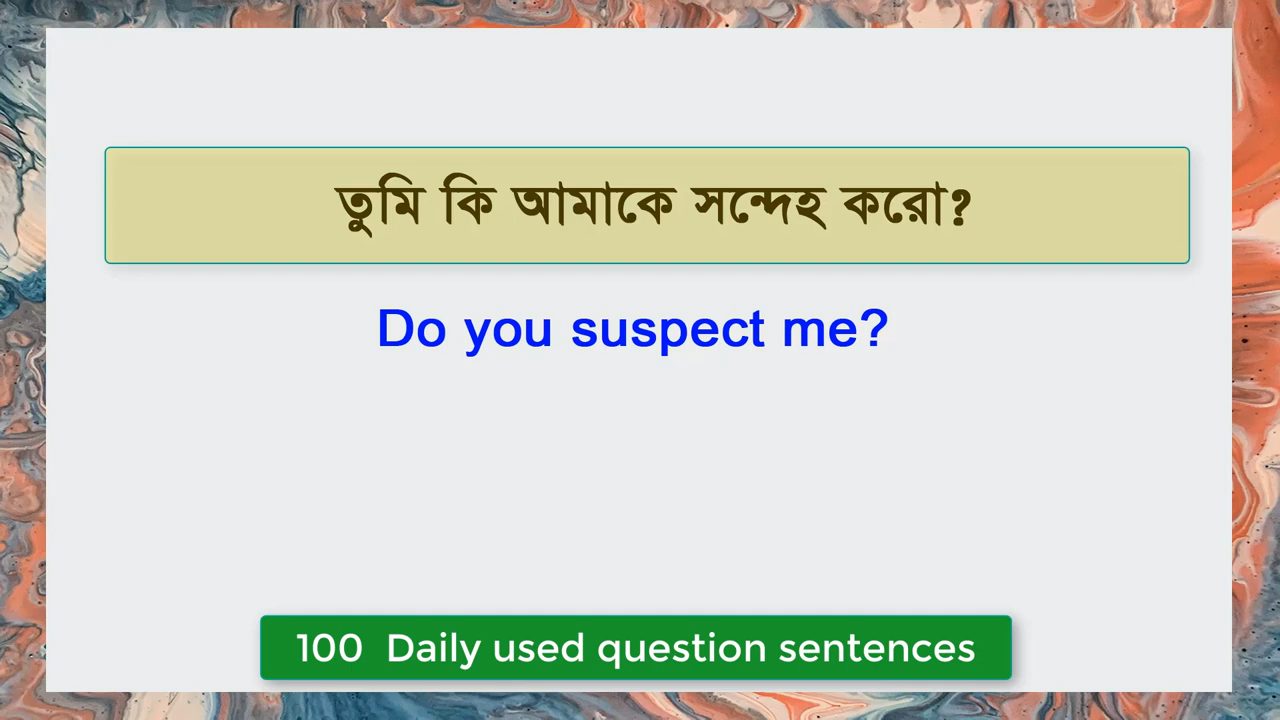 তুমি কি আমাকে সন্দেহ করো?
Do you suspect me?
100 Daily used question sentences